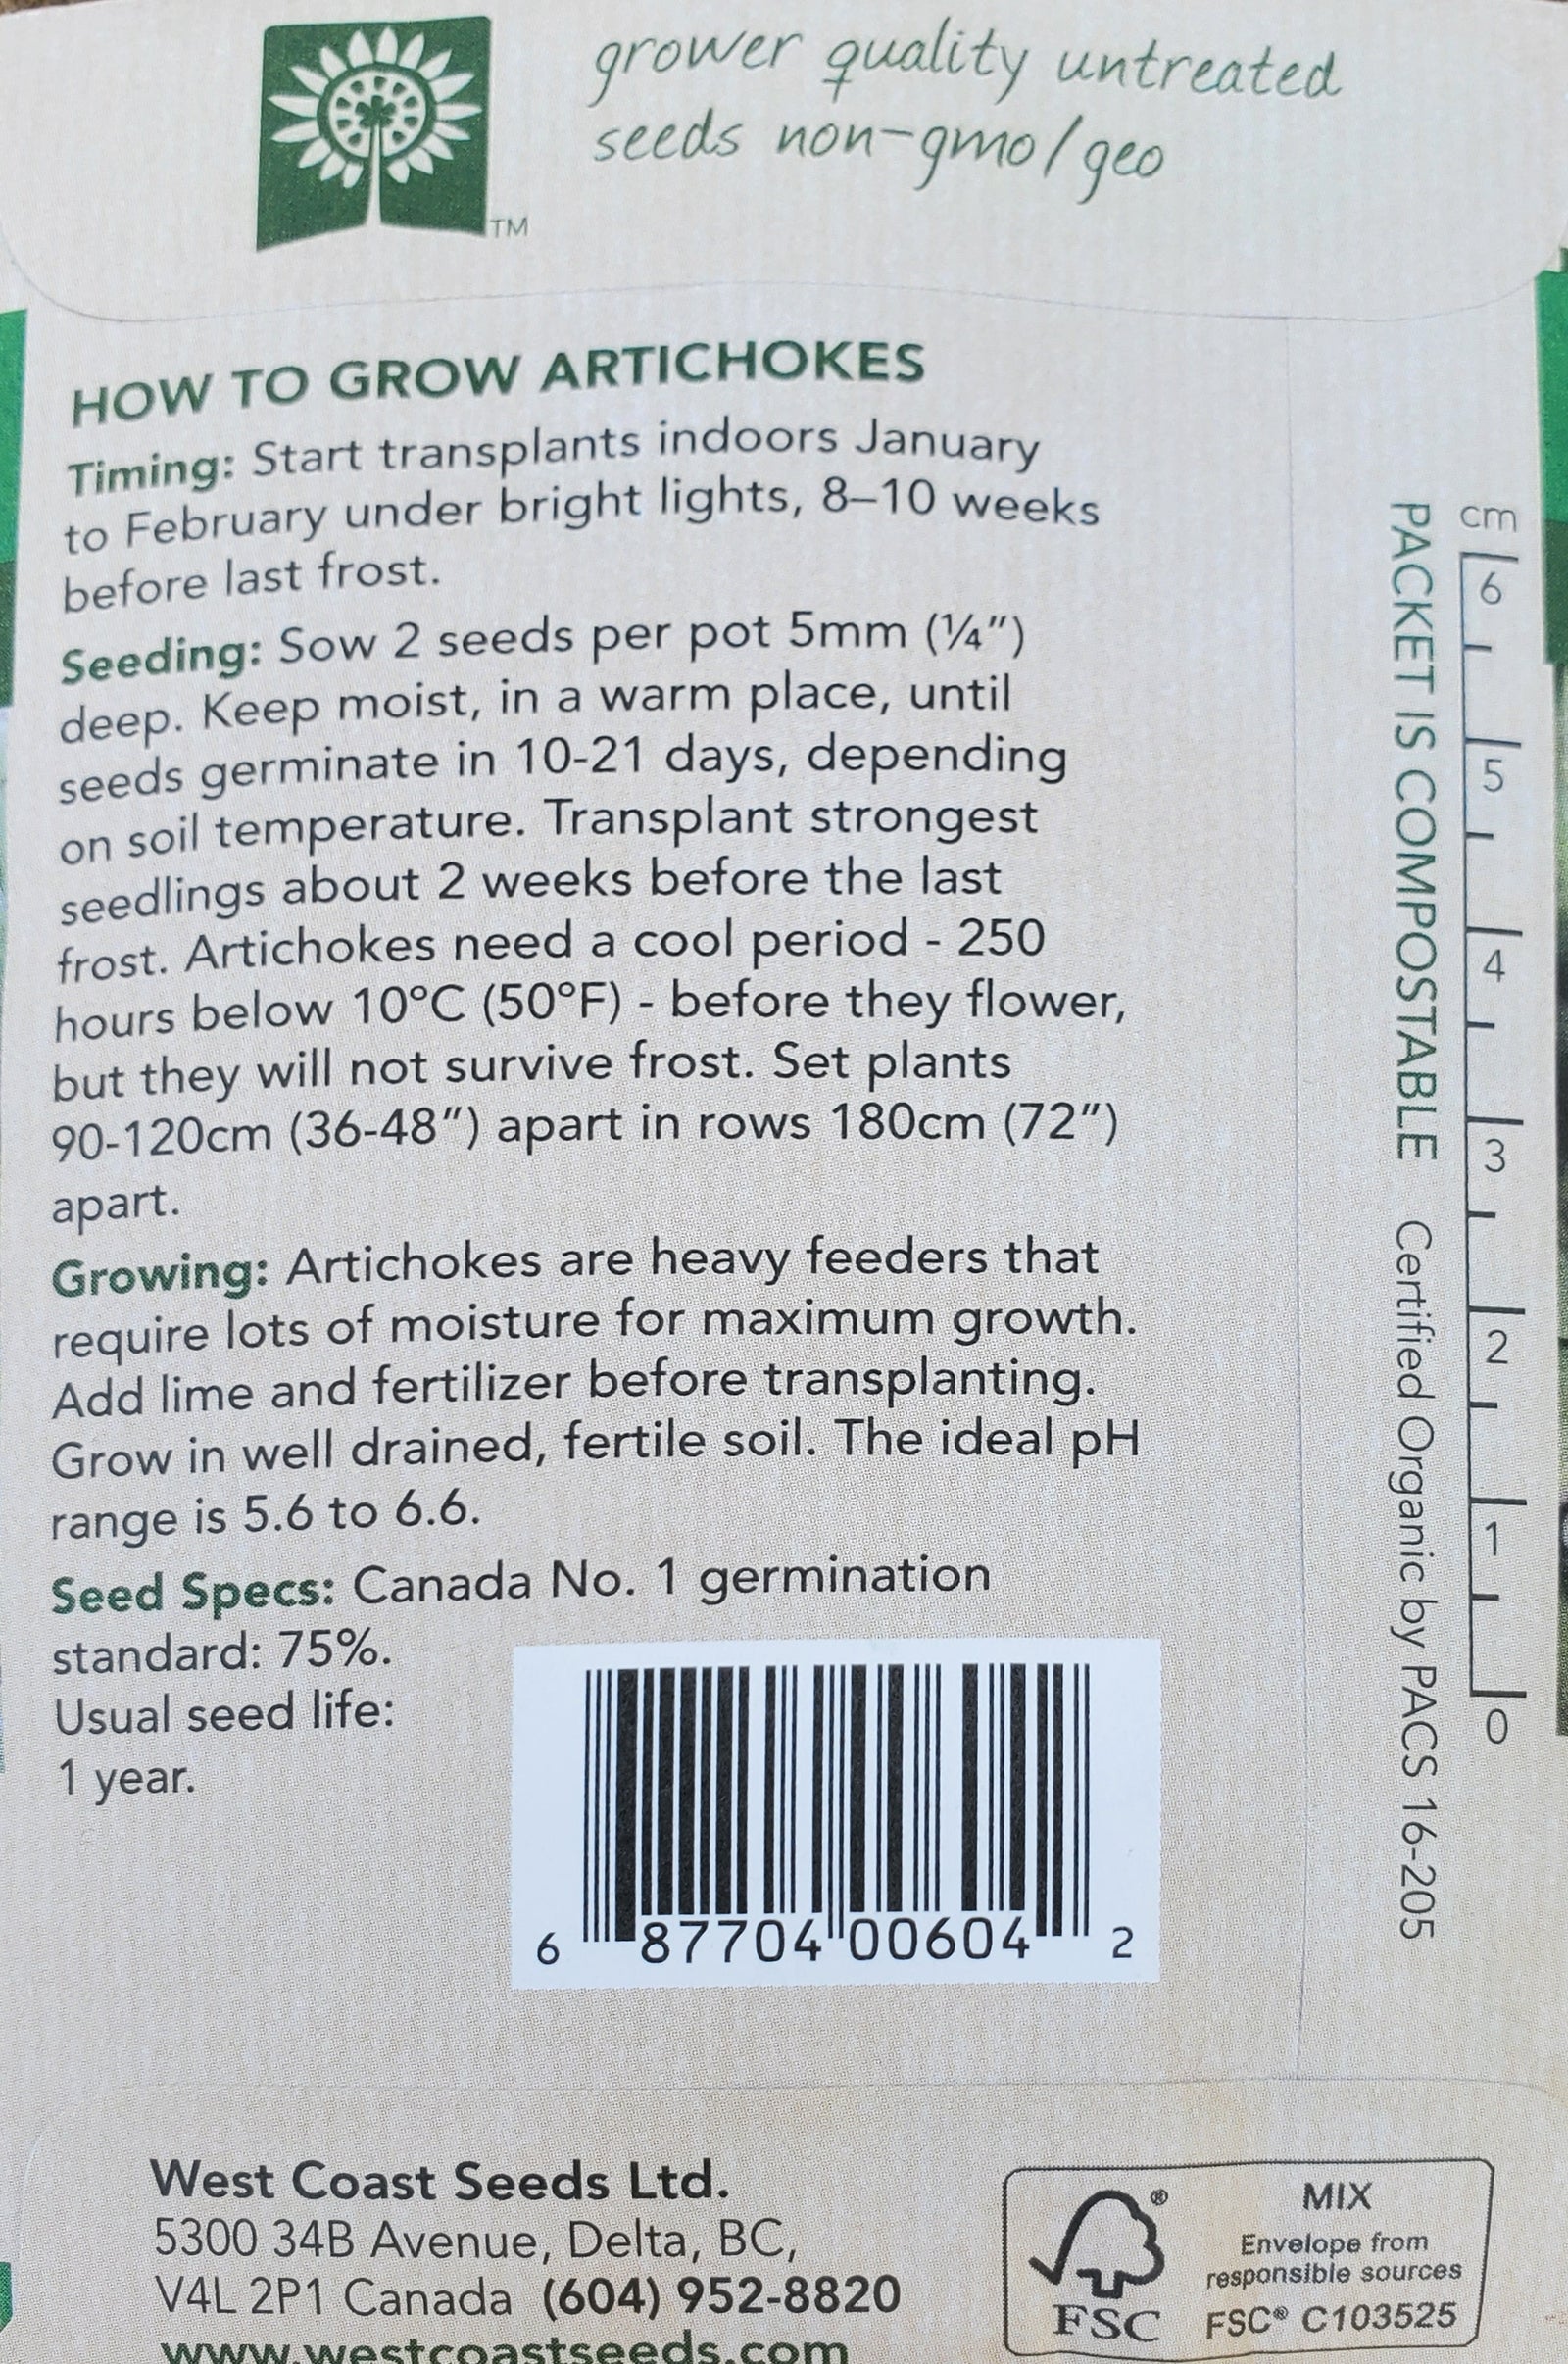 grower quality untreated
seeds non-gmo/geo
TM
HOW TO GROW ARTICHOKES
Timing: Start transplants indoors January
to February under bright lights, 8–10 weeks
before last frost.
Seeding: Sow 2 seeds per pot 5mm (¼")
deep. Keep moist, in a warm place, until
seeds germinate in 10-21 days, depending
on soil temperature. Transplant strongest
seedlings about 2 weeks before the last
frost. Artichokes need a cool period - 250
hours below 10°C (50°F) - before they flower,
but they will not survive frost. Set plants
90-120cm (36-48") apart in rows 180cm (72")
apart.
Growing: Artichokes are heavy feeders that
require lots of moisture for maximum growth.
Add lime and fertilizer before transplanting.
Grow in well drained, fertile soil. The ideal pH
range is 5.6 to 6.6.
Seed Specs: Canada No. 1 germination
standard: 75%.
Usual seed life:
1 year.
6 87704 00604 2
PACKET IS COMPOSTABLE Certified Organic by PACS 16-205
cm
6
5
4
3
2
1
0
West Coast Seeds Ltd.
5300 34B Avenue, Delta, BC,
V4L 2P1 Canada (604) 952-8820
www.westcoastseeds.com
®
FSC
MIX
Envelope from
responsible sources
FSC® C103525